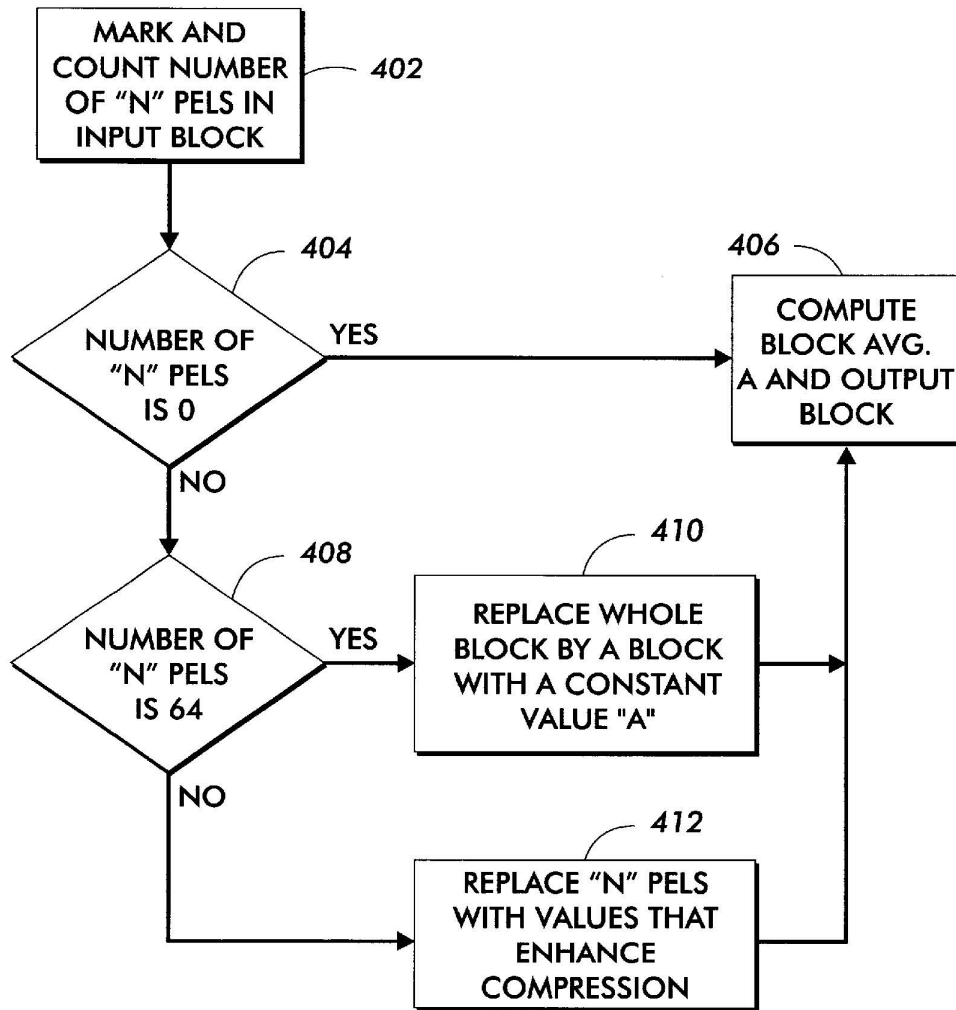 MARK AND
COUNT NUMBER
OF “N” PELS IN
INPUT BLOCK
402
404
NUMBER OF
“N” PELS
IS 0
YES
NO
406
COMPUTE
BLOCK AVG.
A AND OUTPUT
BLOCK
408
NUMBER OF
“N” PELS
IS 64
YES
NO
410
REPLACE WHOLE
BLOCK BY A BLOCK
WITH A CONSTANT
VALUE "A"
412
REPLACE “N” PELS
WITH VALUES THAT
ENHANCE
COMPRESSION